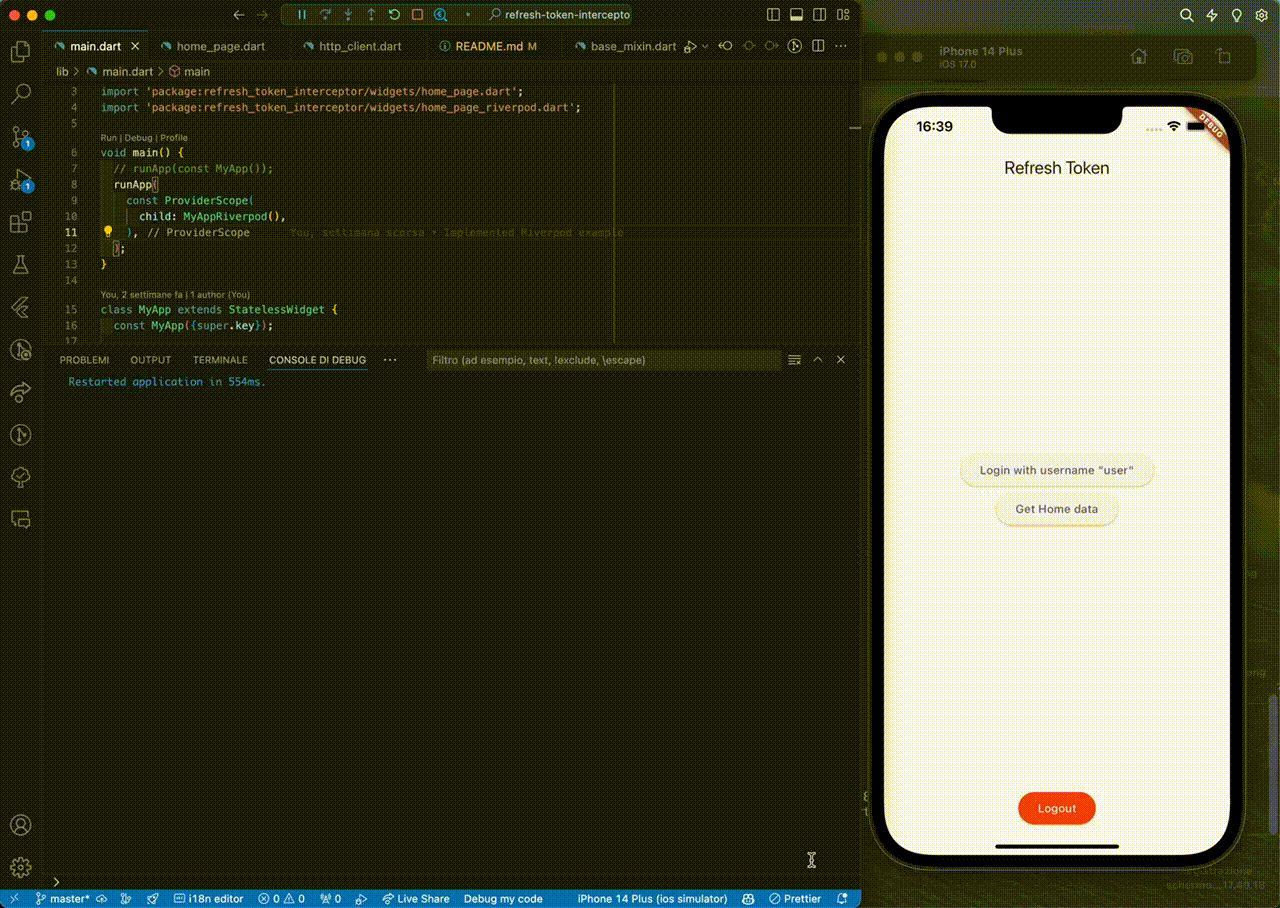 refresh-token-intercepto
main.dart
home_page.dart
http_client.dart
README.md M
base_mixin.dart
lib > main.dart > main
3 import 'package:refresh_token_interceptor/widgets/home_page.dart';
4 import 'package:refresh_token_interceptor/widgets/home_page_riverpod.dart';
5
Run | Debug | Profile
6 void main() {
7 // runApp(const MyApp());
8 runApp(
9 const ProviderScope(
10 child: MyAppRiverpod(),
11 ), // ProviderScope You, settimana scorsa • Implemented Riverpod example
12 );
13 }
14
You, 2 settimane fa | 1 author (You)
15 class MyApp extends StatelessWidget {
16 const MyApp({super.key});
17
PROBLEMI OUTPUT TERMINALE CONSOLE DI DEBUG
Filtro (ad esempio, text, !exclude, \escape)
Restarted application in 554ms.
1
1
master* i18n editor 0 0 0 Live Share Debug my code iPhone 14 Plus (ios simulator) Prettier
iPhone 14 Plus
iOS 17.0
16:39
DEBUG
Refresh Token
Login with username "user"
Get Home data
Logout